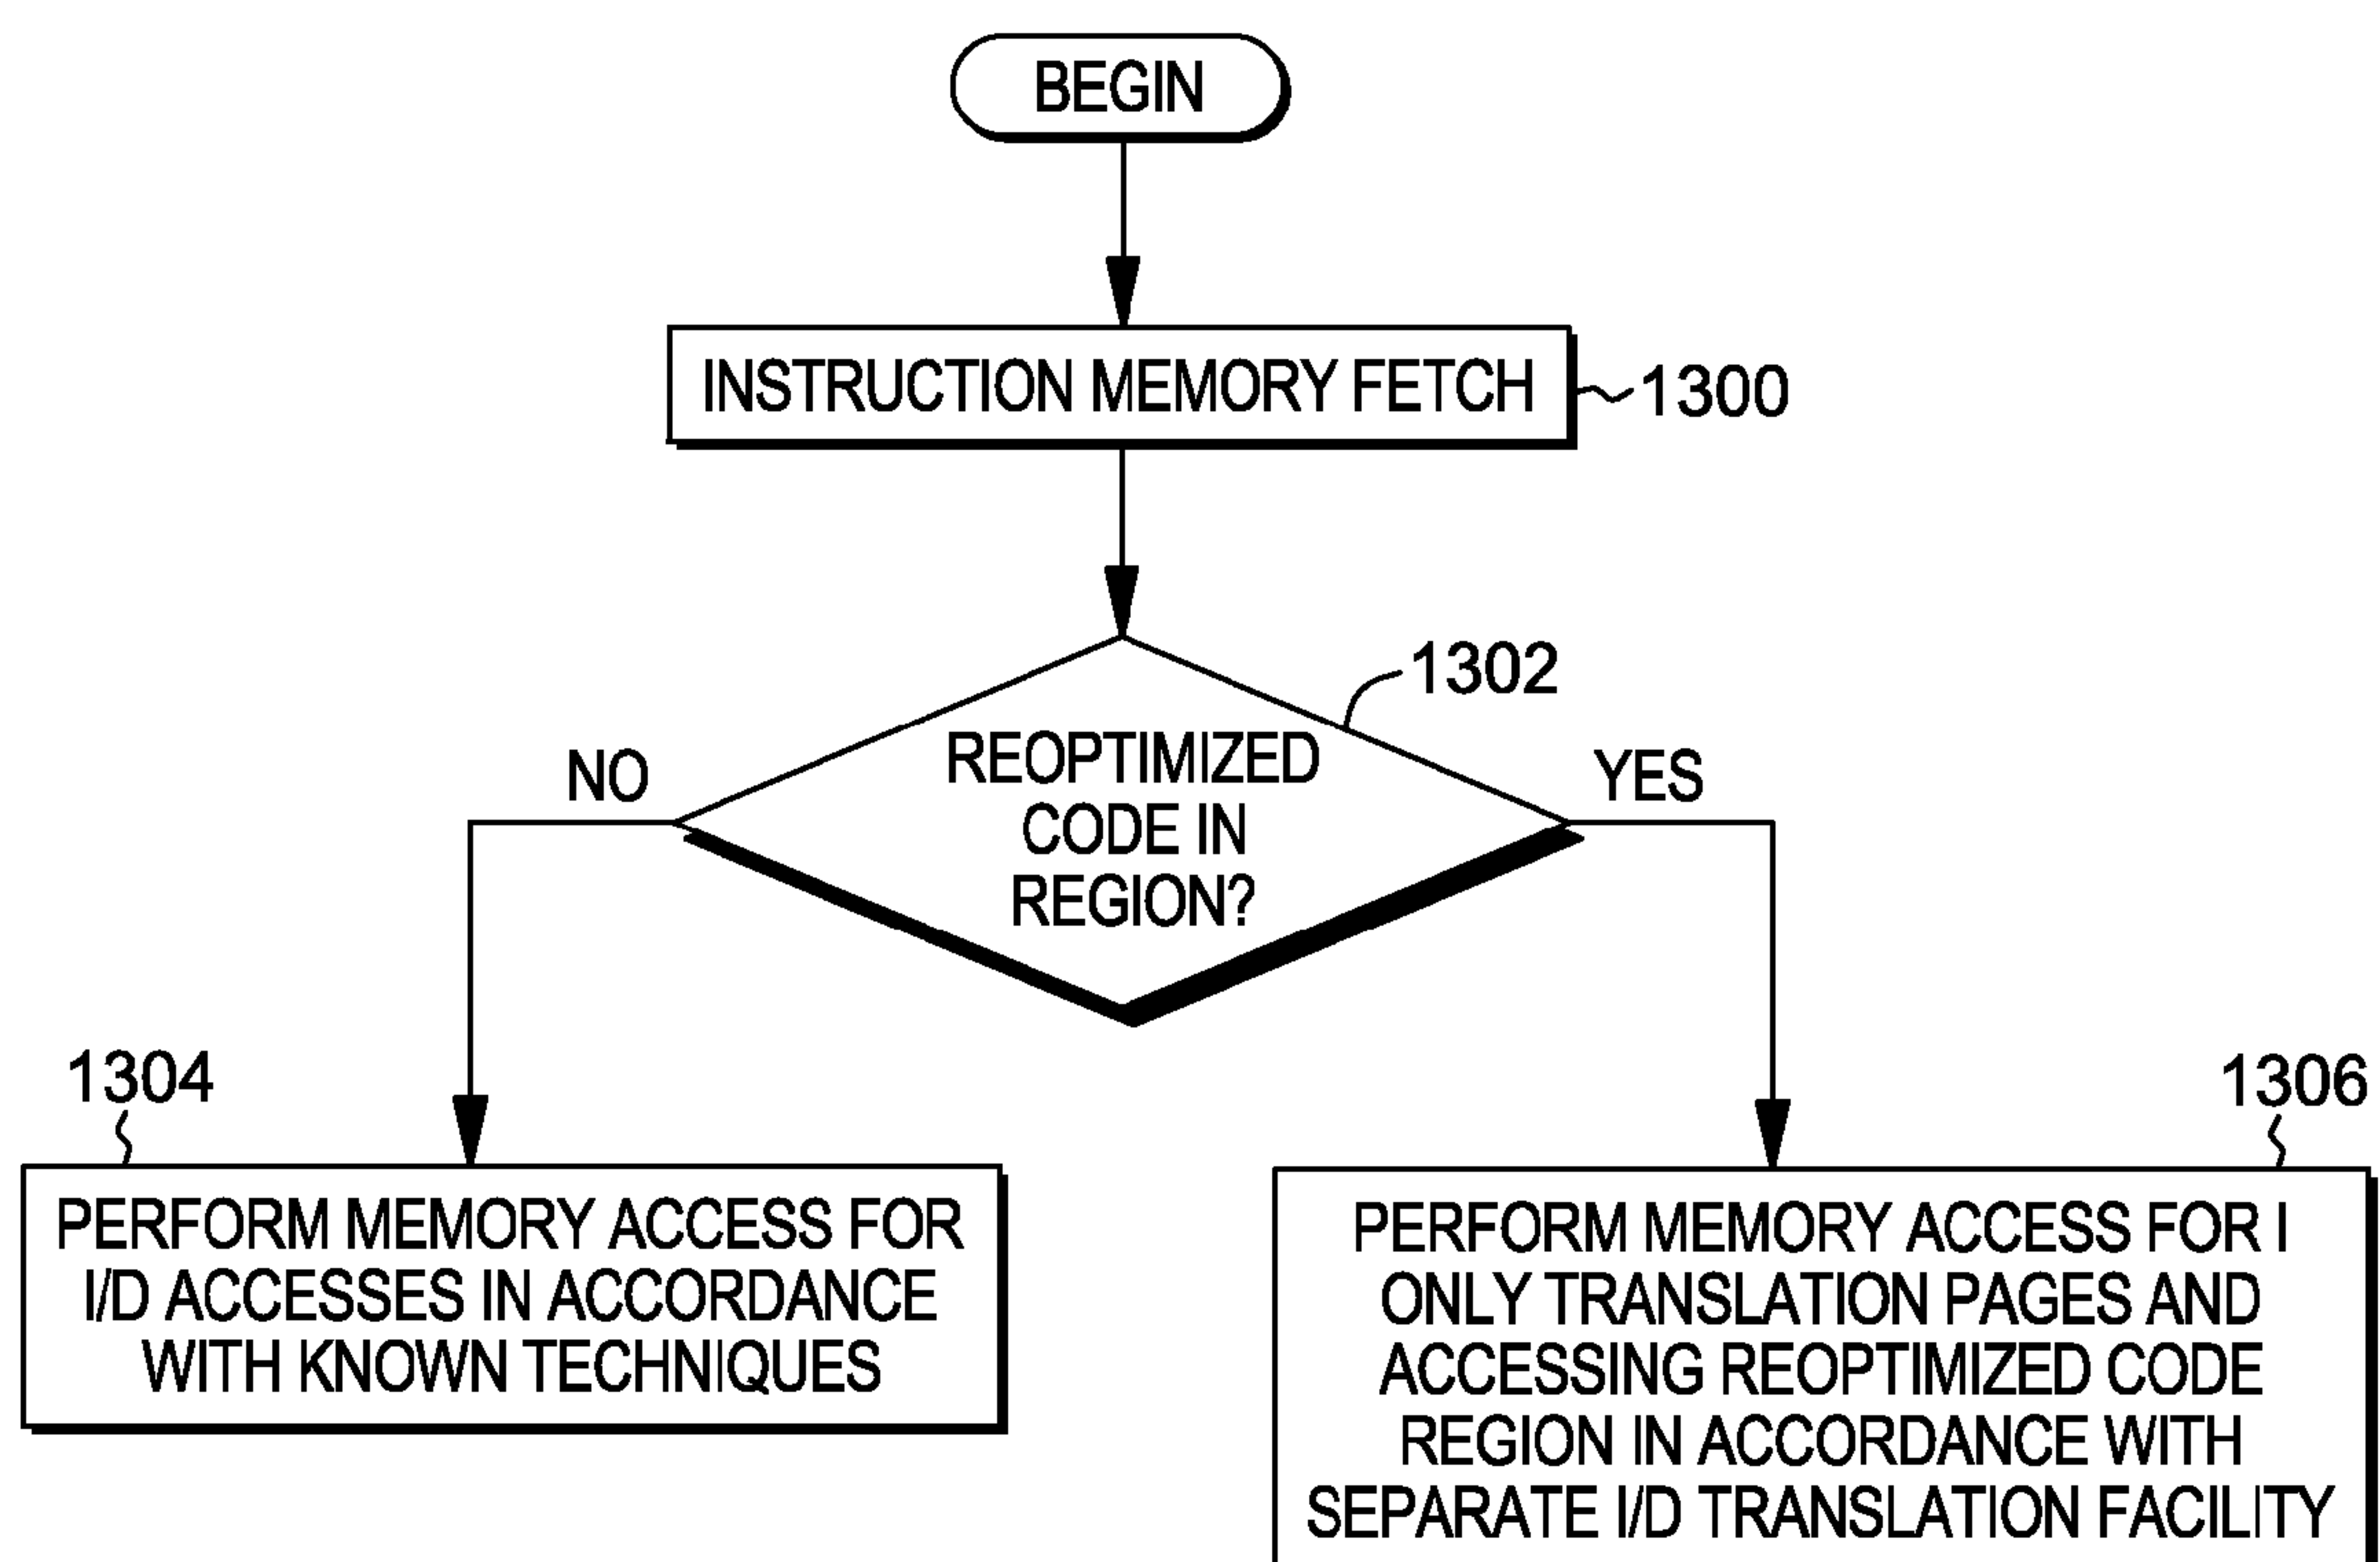 BEGIN
INSTRUCTION MEMORY FETCH
1300
1302
REOPTIMIZED
CODE IN
REGION?
NO
YES
1304
PERFORM MEMORY ACCESS FOR
I/D ACCESSES IN ACCORDANCE
WITH KNOWN TECHNIQUES
1306
PERFORM MEMORY ACCESS FOR I
ONLY TRANSLATION PAGES AND
ACCESSING REOPTIMIZED CODE
REGION IN ACCORDANCE WITH
SEPARATE I/D TRANSLATION FACILITY